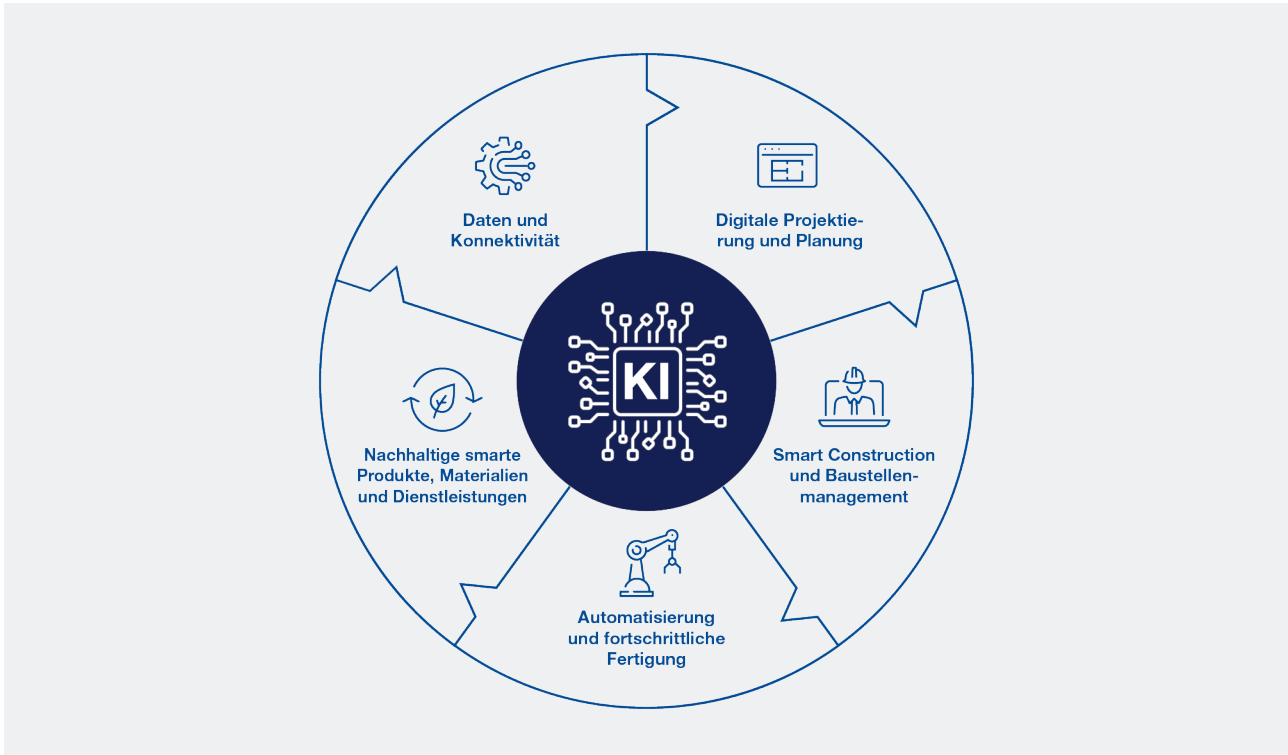 Daten und
Konnektivität
Digitale Projektie-
rung und Planung
KI
Nachhaltige smarte
Produkte, Materialien
und Dienstleistungen
Smart Construction
und Baustellen-
management
Automatisierung
und fortschrittliche
Fertigung